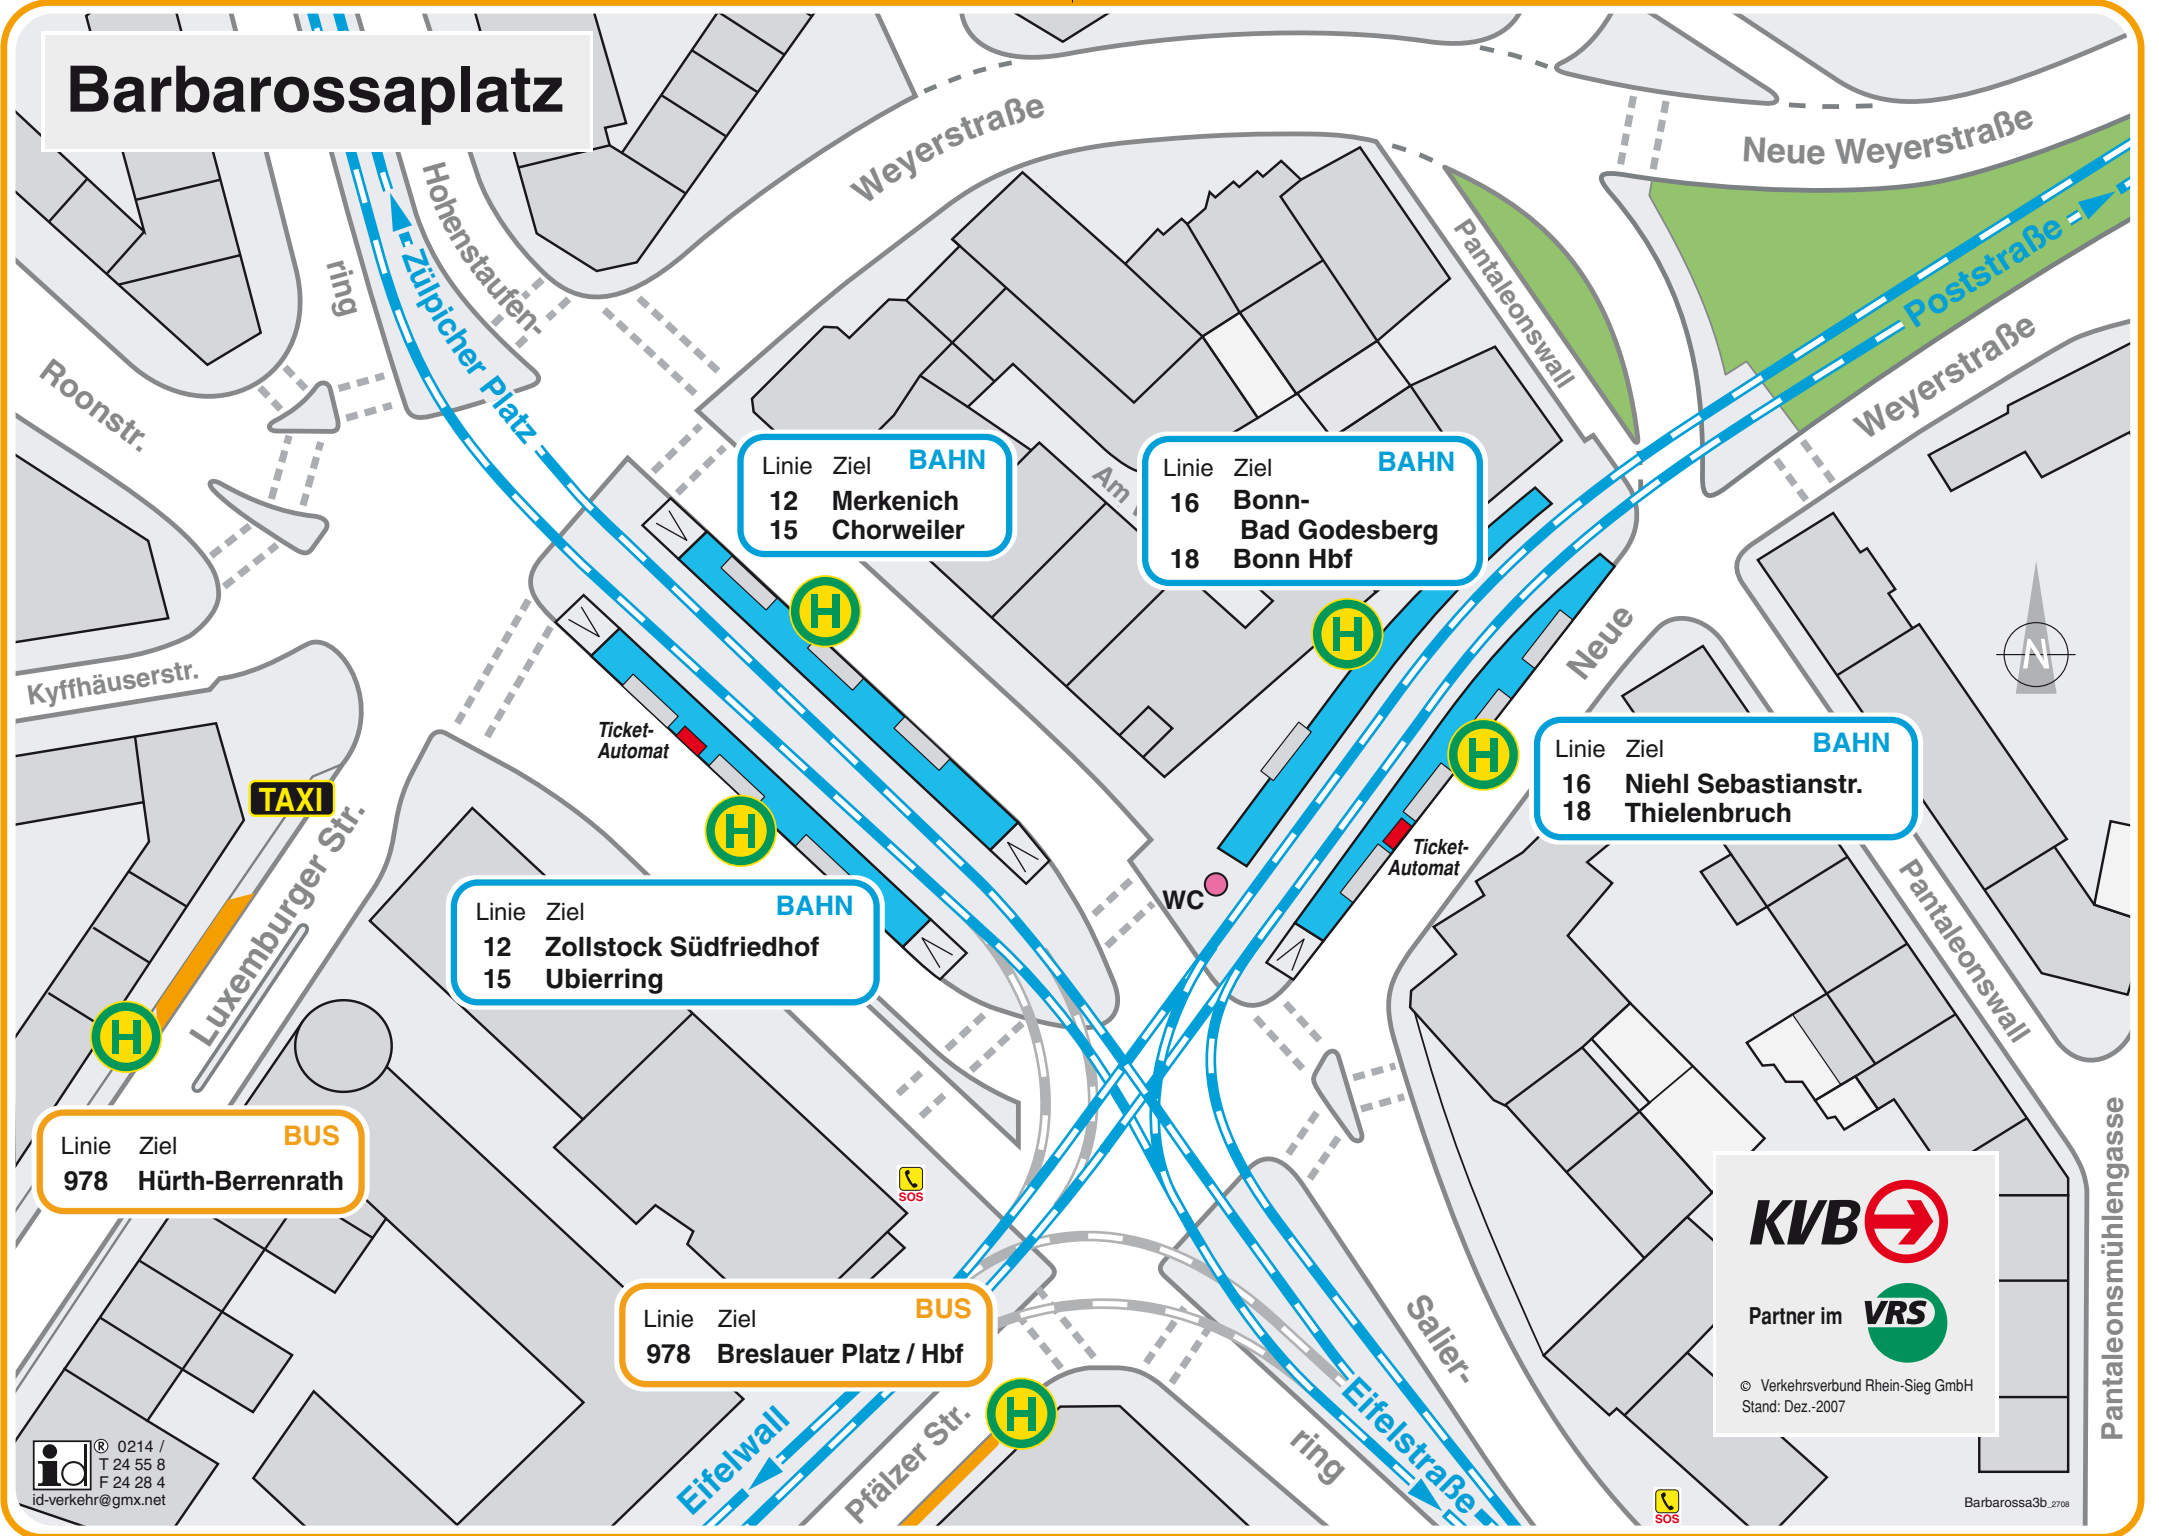 Barbarossaplatz
Weyerstraße
Neue Weyerstraße
Hohenstaufen-
ring
Zülpicher Platz
Pantaleonswall
Poststraße
Weyerstraße
Roonstr.
Am
Linie Ziel BAHN
12 Merkenich
15 Chorweiler
Linie Ziel BAHN
16 Bonn-
Bad Godesberg
18 Bonn Hbf
H
H
Neue
N
Kyffhäuserstr.
Ticket-
Automat
H
H
Linie Ziel BAHN
16 Niehl Sebastianstr.
18 Thielenbruch
TAXI
Luxemburger Str.
Ticket-
Automat
WC
Pantaleonswall
Linie Ziel BAHN
12 Zollstock Südfriedhof
15 Ubierring
H
Linie Ziel BUS
978 Hürth-Berrenrath
SOS
Pantaleonsmühlengasse
KVB
Partner im VRS
© Verkehrsverbund Rhein-Sieg GmbH
Stand: Dez.-2007
Linie Ziel BUS
978 Breslauer Platz / Hbf
H
Salier-
ring
Eifelstraße
Eifelwall
Pfälzer Str.
id ® 0214 /
T 24 55 8
F 24 28 4
id-verkehr@gmx.net
SOS
Barbarossa3b_2708